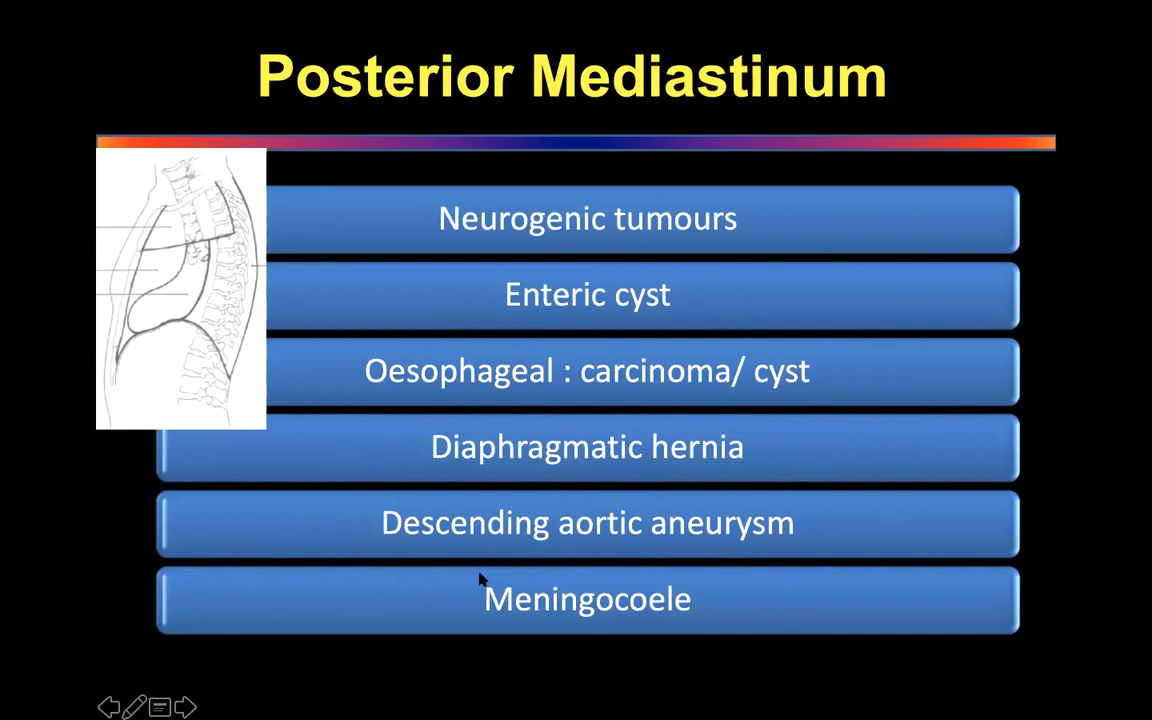 Posterior Mediastinum
Neurogenic tumours
Enteric cyst
Oesophageal : carcinoma/ cyst
Diaphragmatic hernia
Descending aortic aneurysm
Meningocoele